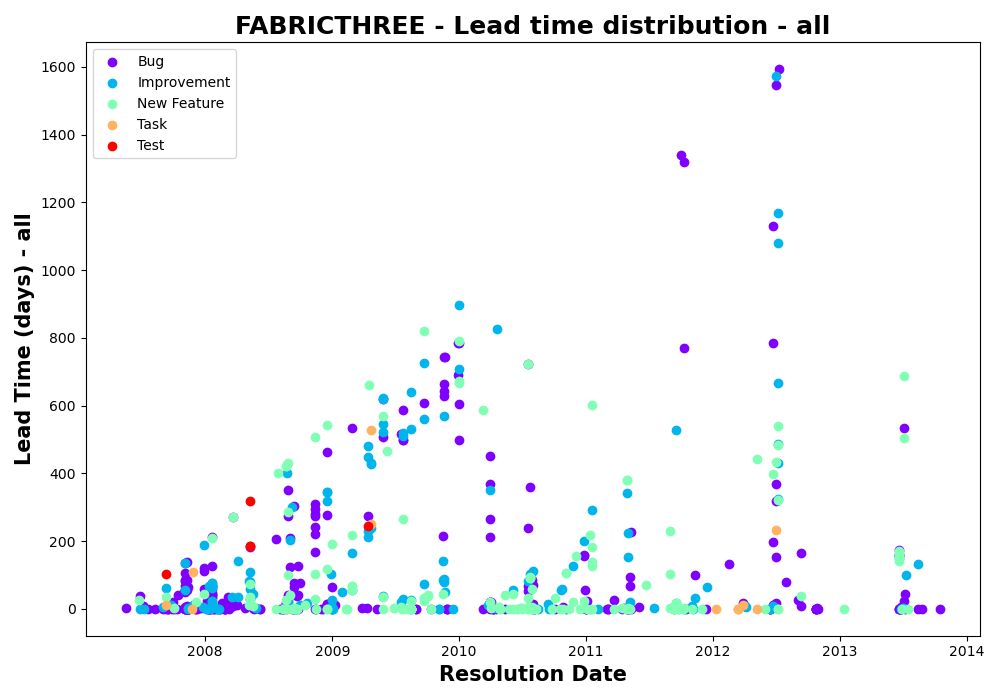 FABRICTHREE - Lead time distribution - all
Bug
Improvement
New Feature
Task
Test
Lead Time (days) - all
1600
1400
1200
1000
800
600
400
200
0
2008 2009 2010 2011 2012 2013 2014
Resolution Date